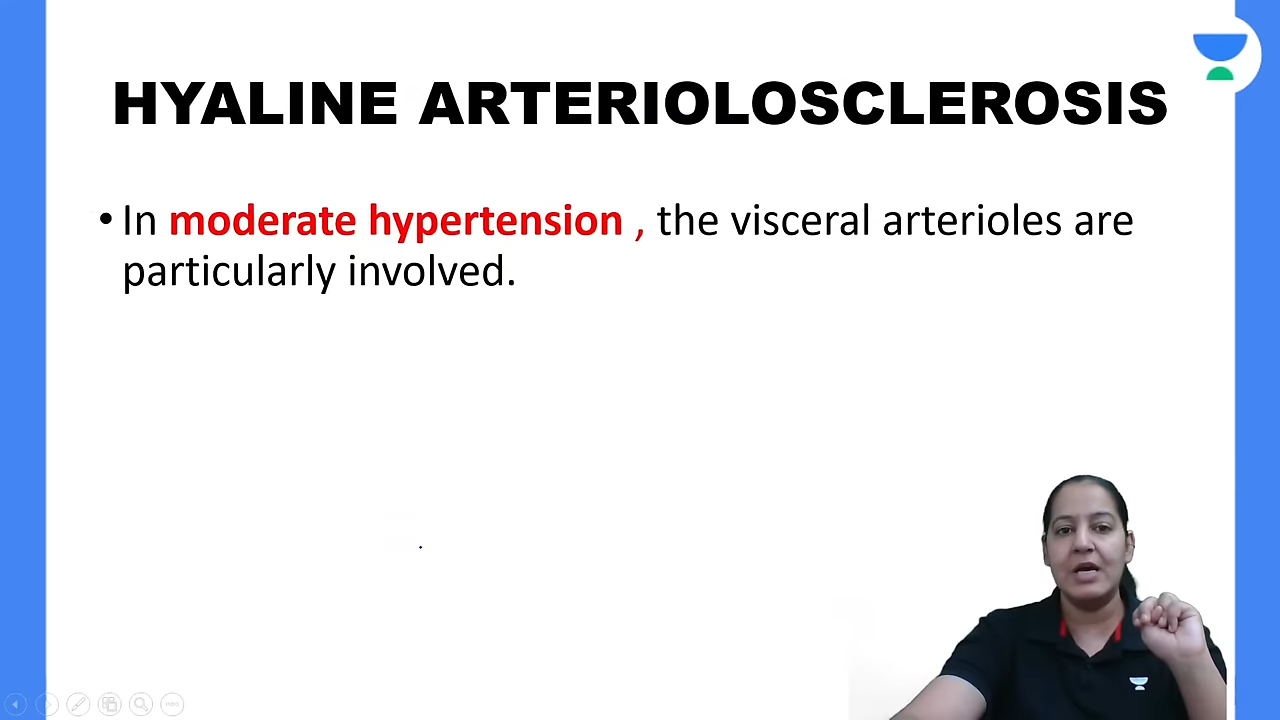 HYALINE ARTERIOLOSCLEROSIS
• In moderate hypertension , the visceral arterioles are
particularly involved.